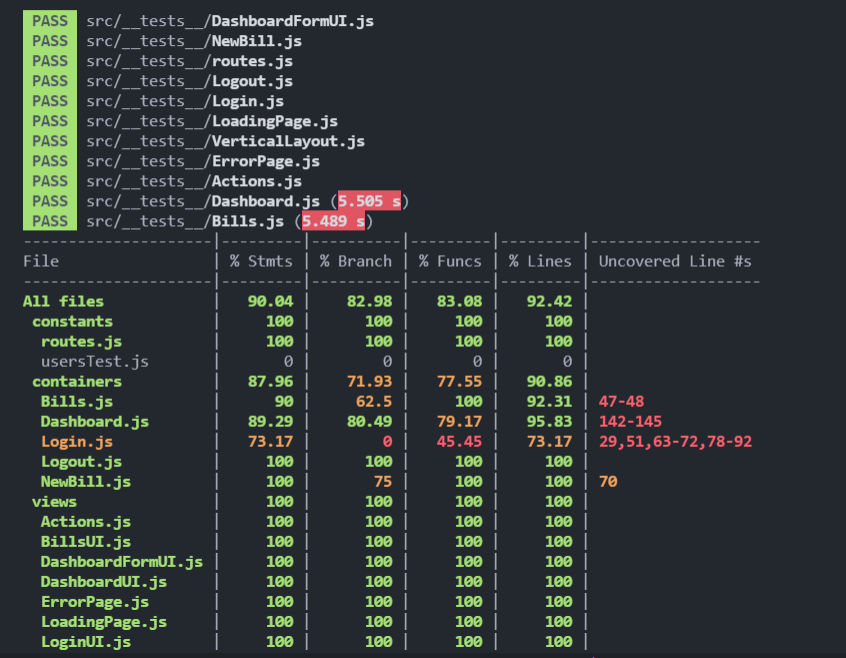 PASS src/__tests__/DashboardFormUI.js
PASS src/__tests__/NewBill.js
PASS src/__tests__/routes.js
PASS src/__tests__/Logout.js
PASS src/__tests__/Login.js
PASS src/__tests__/LoadingPage.js
PASS src/__tests__/VerticalLayout.js
PASS src/__tests__/ErrorPage.js
PASS src/__tests__/Actions.js
PASS src/__tests__/Dashboard.js (5.505 s)
PASS src/__tests__/Bills.js (5.489 s)
---------------------|---------|----------|---------|---------|-------------------
File                 | % Stmts | % Branch | % Funcs | % Lines | Uncovered Line #s
---------------------|---------|----------|---------|---------|-------------------
All files            |   90.04 |    82.98 |   83.08 |   92.42 |
 constants           |     100 |      100 |     100 |     100 |
  routes.js          |     100 |      100 |     100 |     100 |
  usersTest.js       |       0 |        0 |       0 |       0 |
 containers          |   87.96 |    71.93 |   77.55 |   90.86 |
  Bills.js           |      90 |     62.5 |     100 |   92.31 | 47-48
  Dashboard.js       |   89.29 |    80.49 |   79.17 |   95.83 | 142-145
  Login.js           |   73.17 |        0 |   45.45 |   73.17 | 29,51,63-72,78-92
  Logout.js          |     100 |      100 |     100 |     100 |
  NewBill.js         |     100 |       75 |     100 |     100 | 70
 views               |     100 |      100 |     100 |     100 |
  Actions.js         |     100 |      100 |     100 |     100 |
  BillsUI.js         |     100 |      100 |     100 |     100 |
  DashboardFormUI.js |     100 |      100 |     100 |     100 |
  DashboardUI.js     |     100 |      100 |     100 |     100 |
  ErrorPage.js       |     100 |      100 |     100 |     100 |
  LoadingPage.js     |     100 |      100 |     100 |     100 |
  LoginUI.js         |     100 |      100 |     100 |     100 |